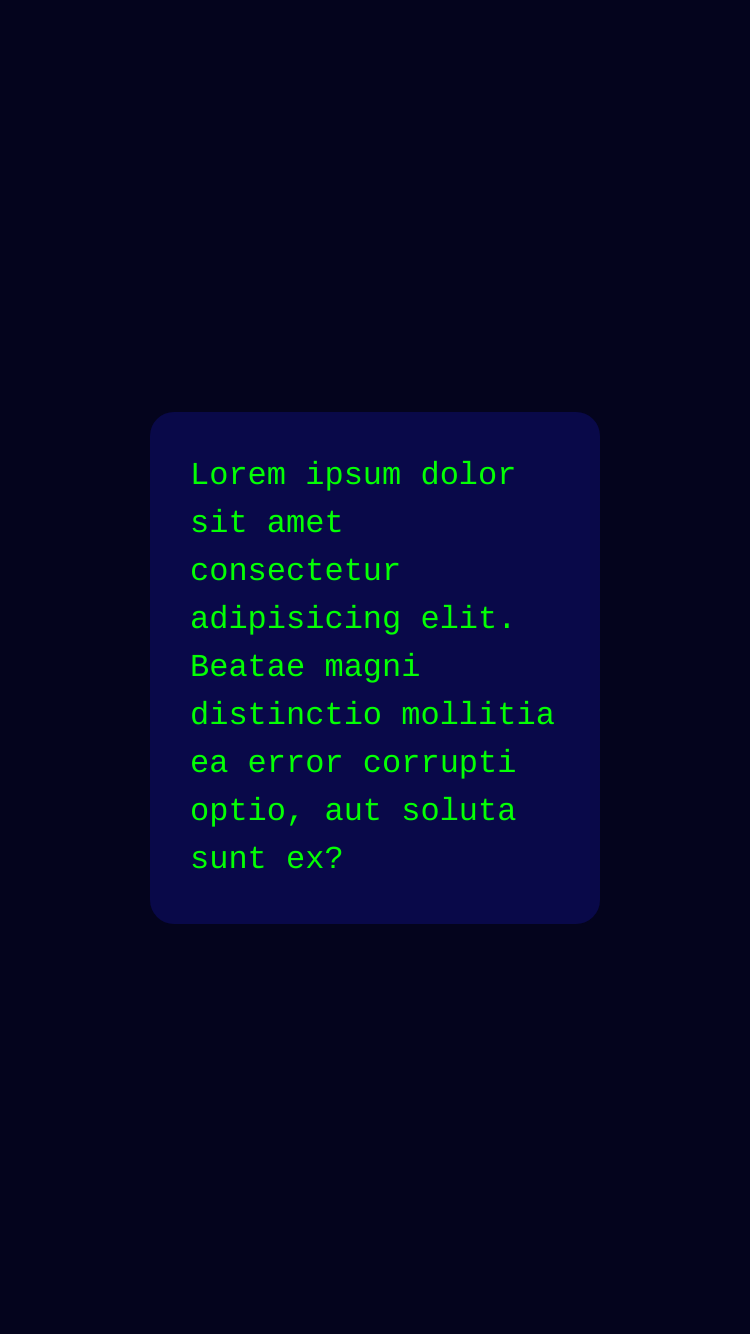 Lorem ipsum dolor
sit amet
consectetur
adipisicing elit.
Beatae magni
distinctio mollitia
ea error corrupti
optio, aut soluta
sunt ex?